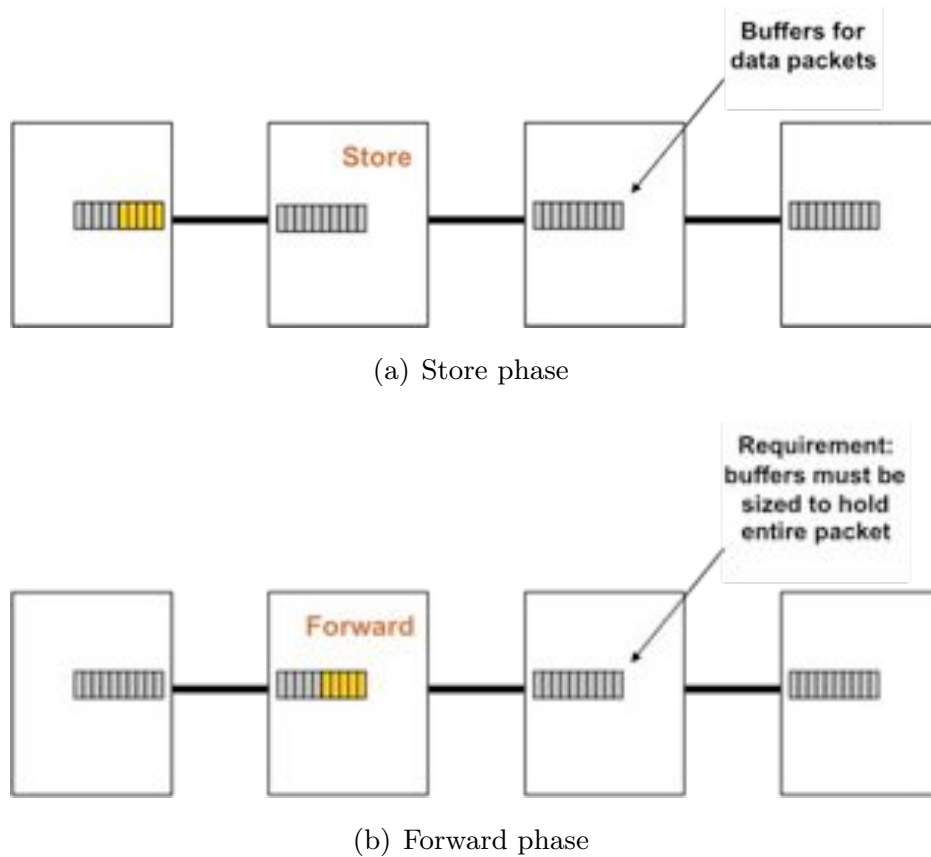 Buffers for
data packets
Store
(a) Store phase
Requirement:
buffers must be
sized to hold
entire packet
Forward
(b) Forward phase